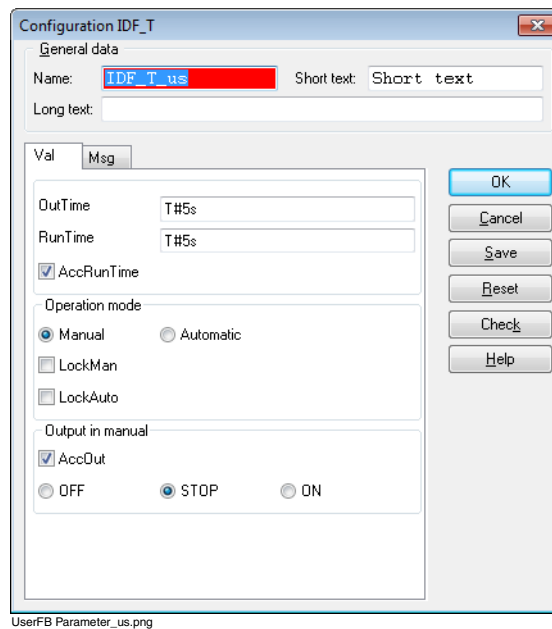 Configuration IDF_T
General data
Name: IDF_T_us Short text: Short text
Long text:
Val Msg
OK
OutTime T#5s
Cancel
RunTime T#5s
Save
AccRunTime
Reset
Operation mode
Manual Automatic
Check
LockMan
Help
LockAuto
Output in manual
AccOut
OFF STOP ON
UserFB Parameter_us.png